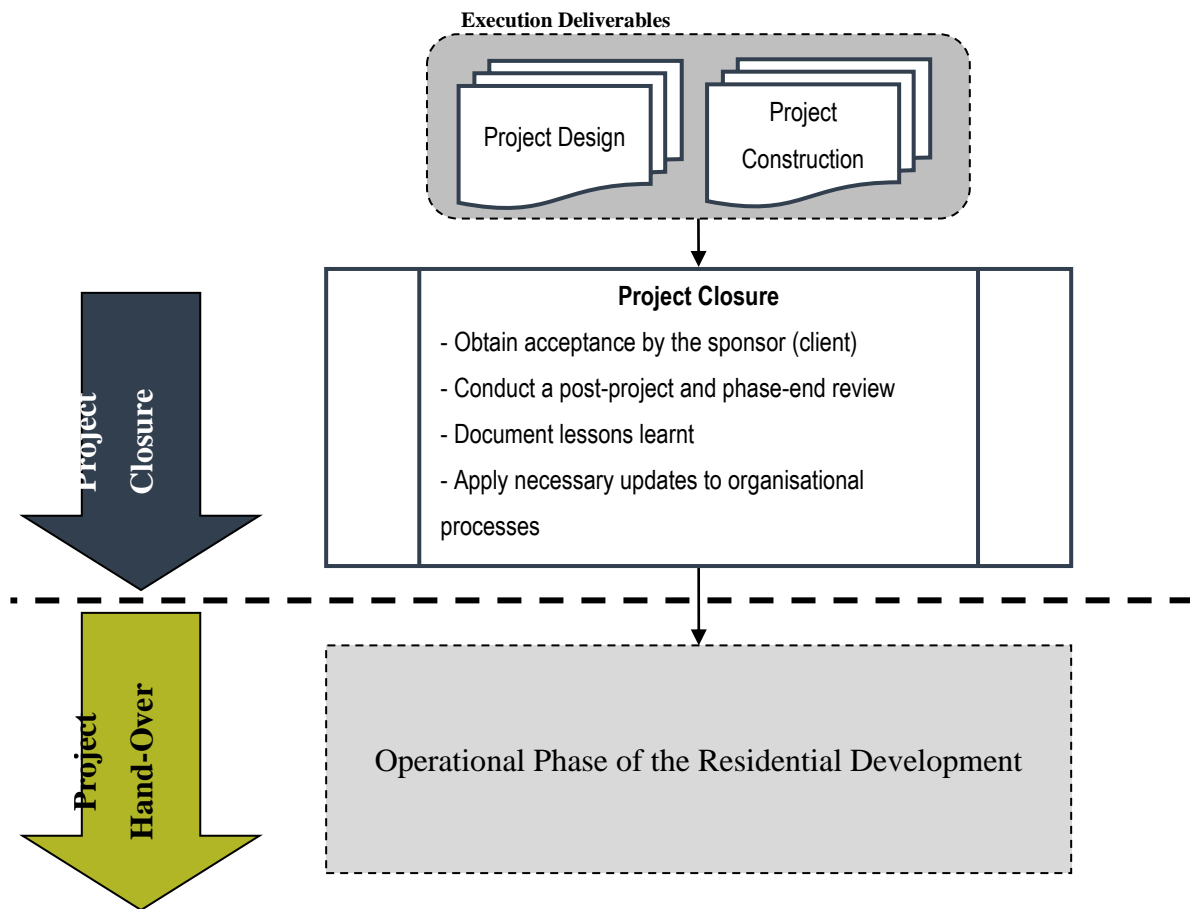 Execution Deliverables
Project Design
Project
Construction
Project
Closure
Project Closure
- Obtain acceptance by the sponsor (client)
- Conduct a post-project and phase-end review
- Document lessons learnt
- Apply necessary updates to organisational
processes
Project
Hand-Over
Operational Phase of the Residential Development